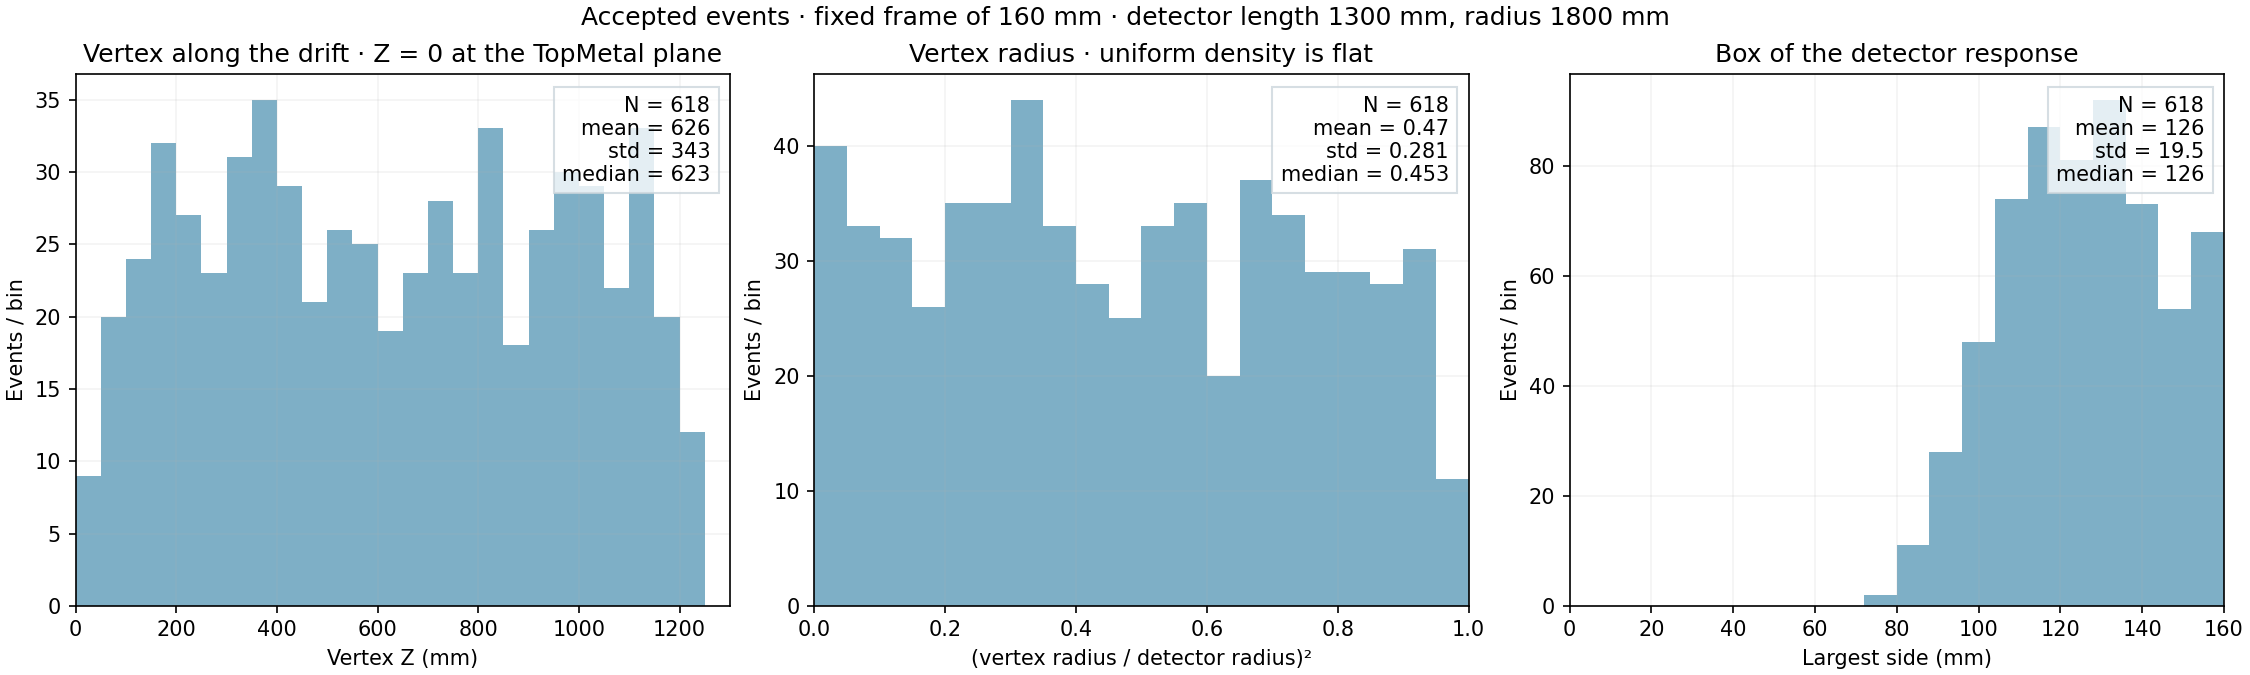 Accepted events · fixed frame of 160 mm · detector length 1300 mm, radius 1800 mm
Vertex along the drift · Z = 0 at the TopMetal plane
N = 618
mean = 626
std = 343
median = 623
35
30
25
20
15
10
5
0
Events / bin
0 200 400 600 800 1000 1200
Vertex Z (mm)
Vertex radius · uniform density is flat
N = 618
mean = 0.47
std = 0.281
median = 0.453
40
30
20
10
0
Events / bin
0.0 0.2 0.4 0.6 0.8 1.0
(vertex radius / detector radius)²
Box of the detector response
N = 618
mean = 126
std = 19.5
median = 126
80
60
40
20
0
Events / bin
0 20 40 60 80 100 120 140 160
Largest side (mm)